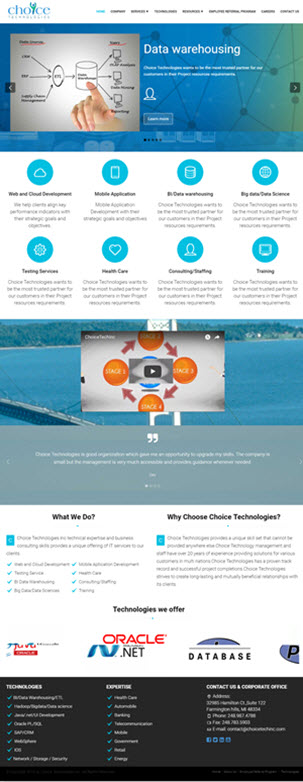 choice
TECHNOLOGIES
HOME COMPANY SERVICES TECHNOLOGIES RESOURCES EMPLOYEE REFERRAL PROGRAM CAREERS CONTACT US
Data warehousing
Choice Technologies wants to be the most trusted partner for our
customers in their Project resources requirements.
Learn more
CRM
ERP
ETL
Data Warehouse
Web and Cloud Development
We help clients align key
performance indicators with
their strategic goals and
objectives
Mobile Application
Mobile Application
Development with their
strategic goals and objectives
BI/Data warehousing
Choice Technologies wants to
be the most trusted partner for
our customers in their Project
resources requirements
Big data/Data Science
Choice Technologies wants to
be the most trusted partner for
our customers in their Project
resources requirements
Testing Services
Choice Technologies wants to
be the most trusted partner for
our customers in their Project
resources requirements
Health Care
Choice Technologies wants to
be the most trusted partner for
our customers in their Project
resources requirements
Consulting/Staffing
Choice Technologies wants to
be the most trusted partner for
our customers in their Project
resources requirements
Training
Choice Technologies wants to
be the most trusted partner for
our customers in their Project
resources requirements
ChoiceTechInc
STAGE 1
STAGE 2
STAGE 3
STAGE 4
Choice Technologies is good organization which gave me an opportunity to upgrade my skills. The company is
small but the management is very much accessible and provides guidance whenever needed
What We Do?
Choice Technologies Inc technical expertise and business
consulting skills provides a unique offering of IT services to our
clients.
Web and Cloud Development
Mobile Application Development
Testing Service
Health Care
BI Data Warehousing
Consulting/Staffing
Big Data/Data Sciences
Training
Why Choose Choice Technologies?
Choice Technologies provides a unique skill set that cannot be
provided anywhere else. Choice Technology management and
staff have over 20 years of experience providing solutions for various
customers in much nations Choice Technologies has a proven track
record and successful project completions Choice Technologies
strives to create long-lasting and mutually beneficial relationships with
its clients
Technologies we offer
ORACLE
ORACLE
.NET
DATABASE
TECHNOLOGIES
BI/Data Warehousing/ETL
Hadoop/Bigdata/Data science
Java/.net/UI Development
Oracle PL/SQL
SAP/CRM
WebSphere
IOS
Network / Storage / Security
EXPERTISE
Health Care
Automobile
Banking
Telecommunication
Mobile
Government
Retail
Energy
CONTACT US & CORPORATE OFFICE
Address:
32985 Hamilton Ct, Suite 122
Farmington hills, MI 48334
Phone: 248.987.4788
Fax: 248.783.5903
E-mail: contact@choicetechinc.com